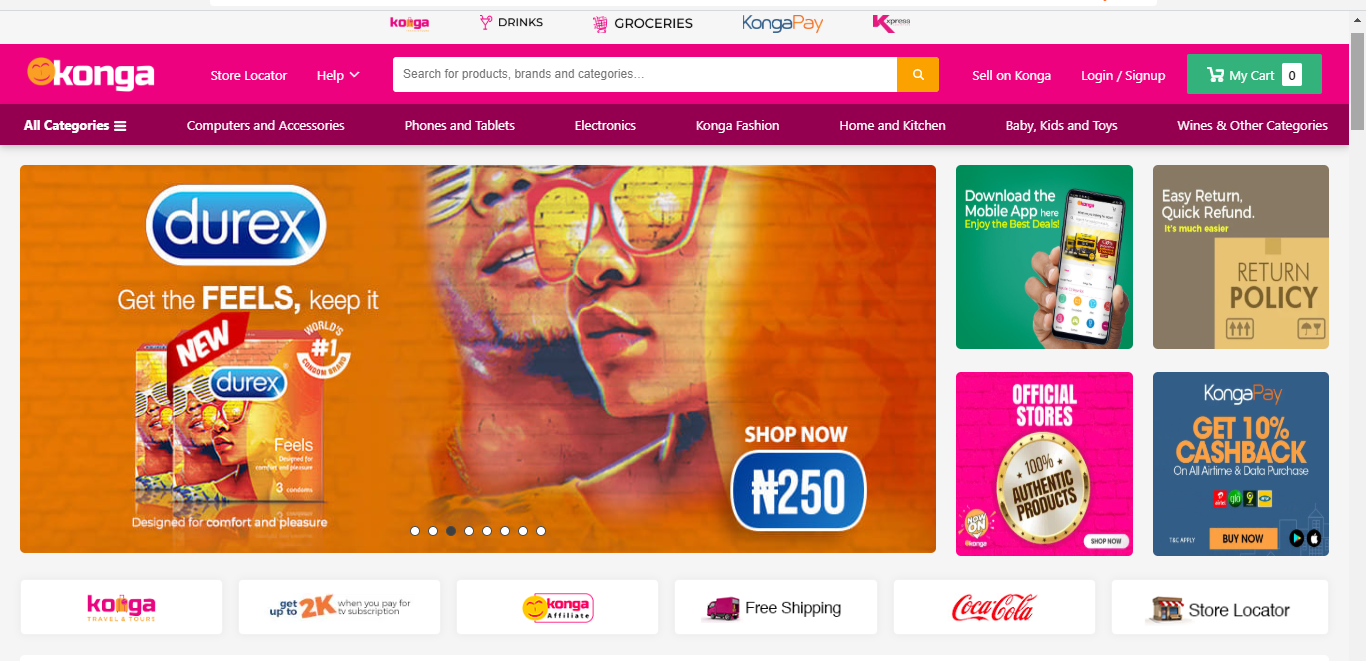 konga
DRINKS
GROCERIES
KongaPay
Kxpress
konga
Store Locator
Help
Search for products, brands and categories...
Sell on Konga
Login / Signup
My Cart 0
All Categories
Computers and Accessories
Phones and Tablets
Electronics
Konga Fashion
Home and Kitchen
Baby, Kids and Toys
Wines & Other Categories
durex
Get the FEELS, keep it
NEW
WORLD'S
#1
CONDOM BRAND
durex
Feels
Designed for
comfort and pleasure
3 condoms
Designed for comfort and pleasure
SHOP NOW
₦250
Download the
Mobile App here
Enjoy the Best Deals!
Easy Return,
Quick Refund.
It's much easier
RETURN
POLICY
OFFICIAL
STORES
100%
AUTHENTIC
PRODUCTS
NOW
ON
konga
SHOP NOW
KongaPay
GET 10%
CASHBACK
On All Airtime & Data Purchase
glo
T&C APPLY
BUY NOW
konga
TRAVEL & TOURS
get
up to 2K when you pay for
tv subscription
konga
Affiliate
Free Shipping
Coca-Cola
Store Locator